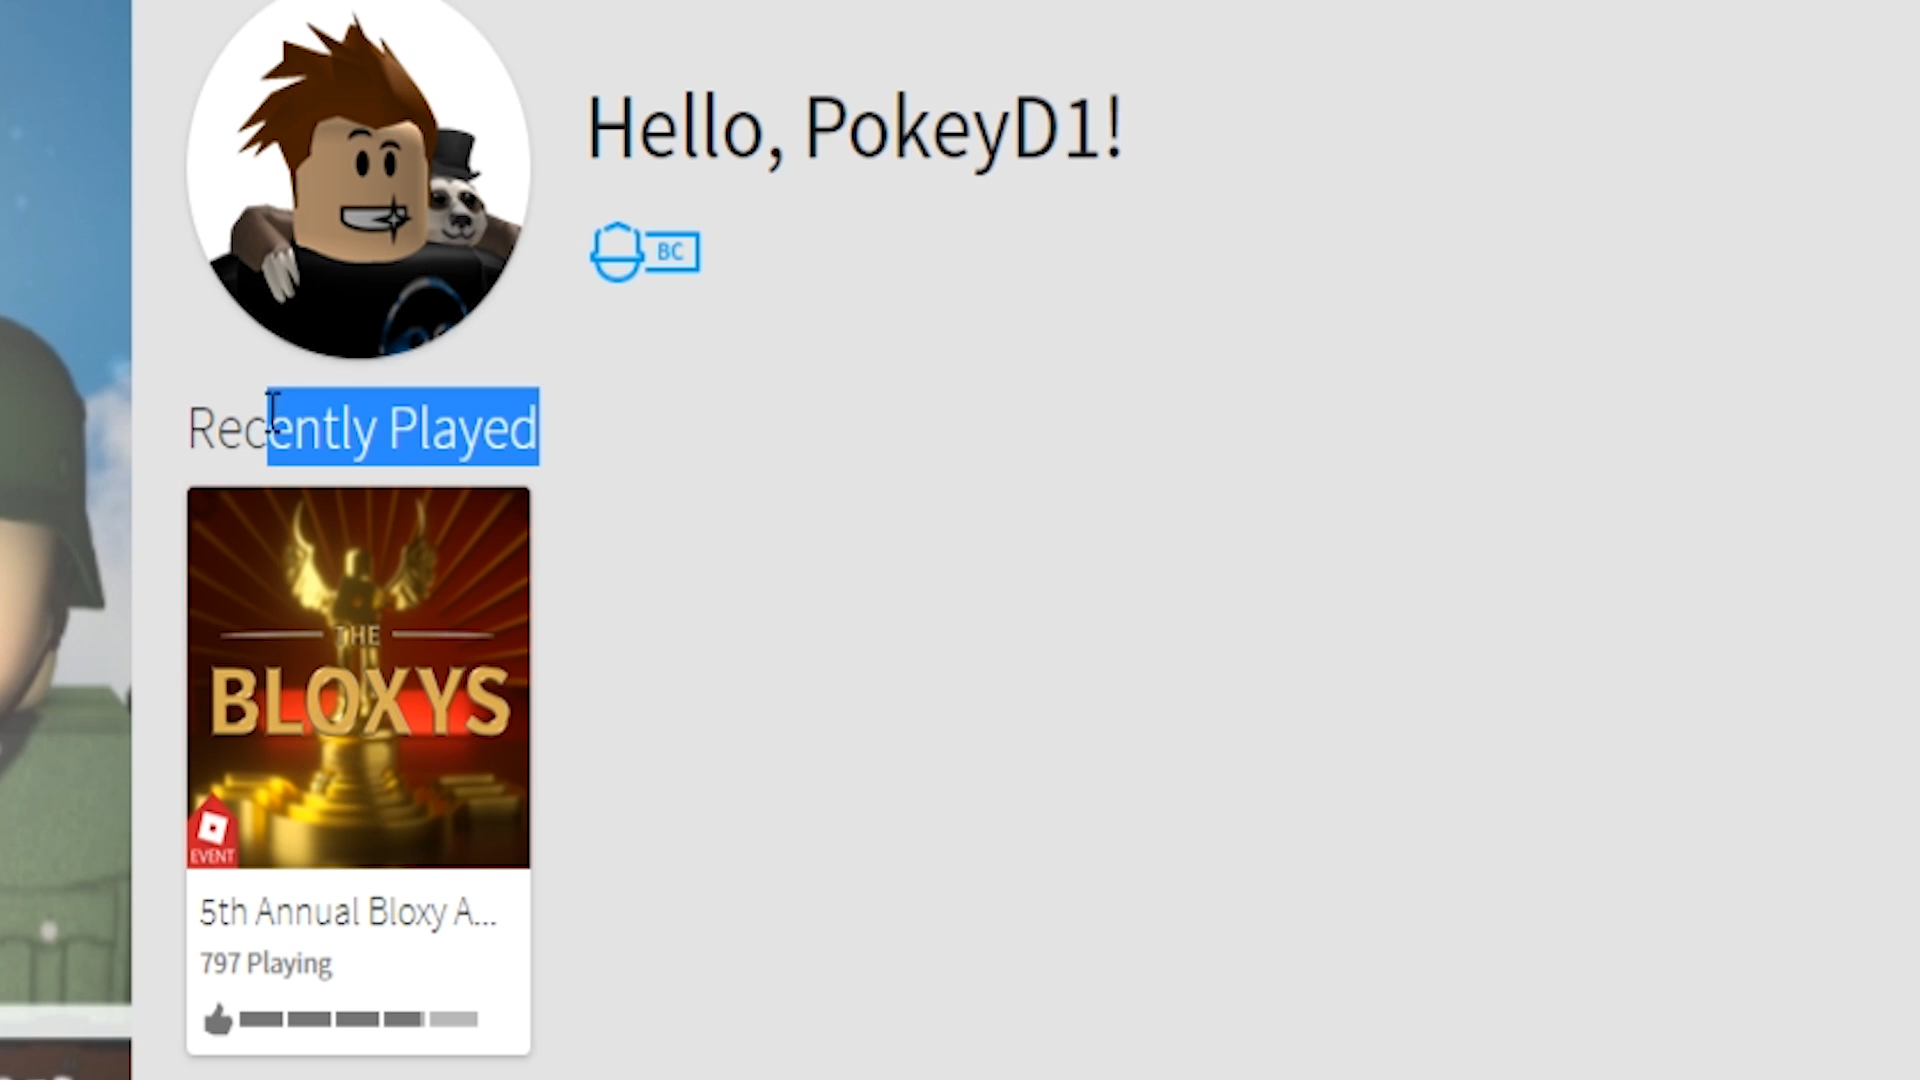 Hello, PokeyD1!
BC
Recently Played
THE
BLOXYS
EVENT
5th Annual Bloxy A...
797 Playing